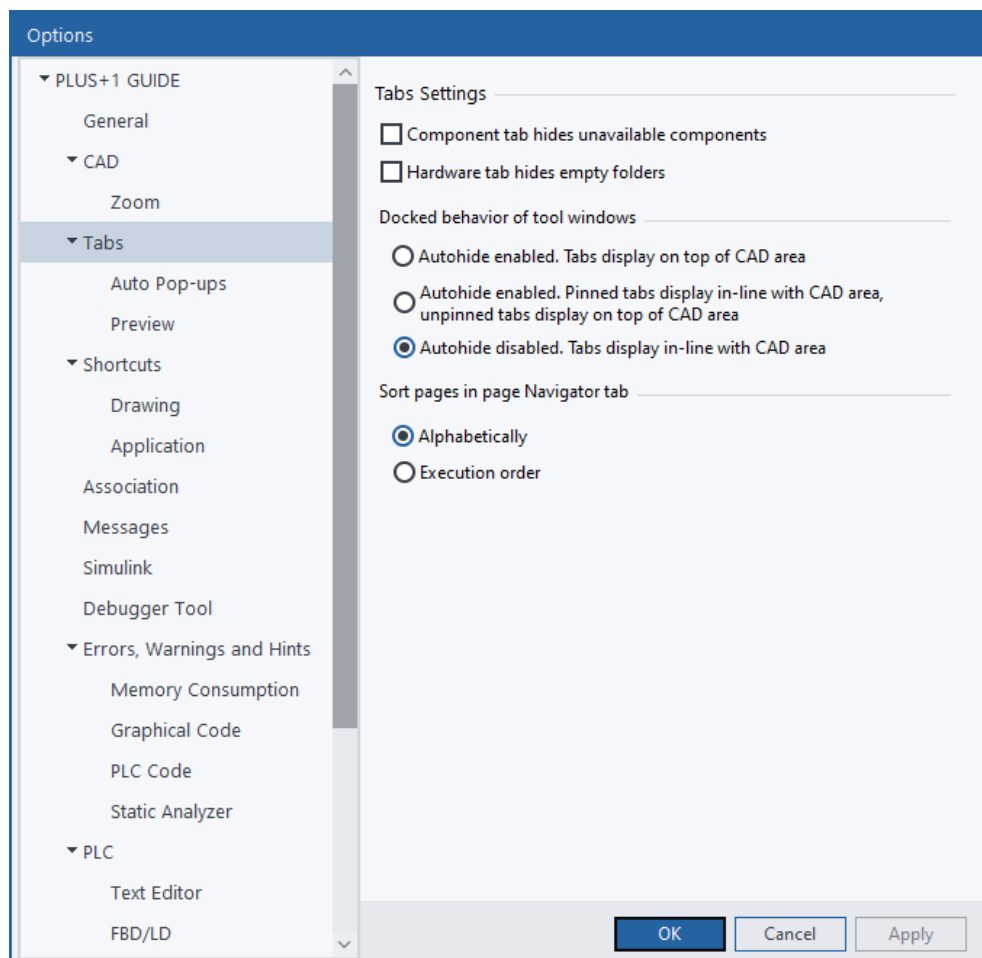 Options
PLUS+1 GUIDE
General
CAD
Zoom
Tabs
Auto Pop-ups
Preview
Shortcuts
Drawing
Application
Association
Messages
Simulink
Debugger Tool
Errors, Warnings and Hints
Memory Consumption
Graphical Code
PLC Code
Static Analyzer
PLC
Text Editor
FBD/LD
Tabs Settings
Component tab hides unavailable components
Hardware tab hides empty folders
Docked behavior of tool windows
Autohide enabled. Tabs display on top of CAD area
Autohide enabled. Pinned tabs display in-line with CAD area,
unpinned tabs display on top of CAD area
Autohide disabled. Tabs display in-line with CAD area
Sort pages in page Navigator tab
Alphabetically
Execution order
OK
Cancel
Apply